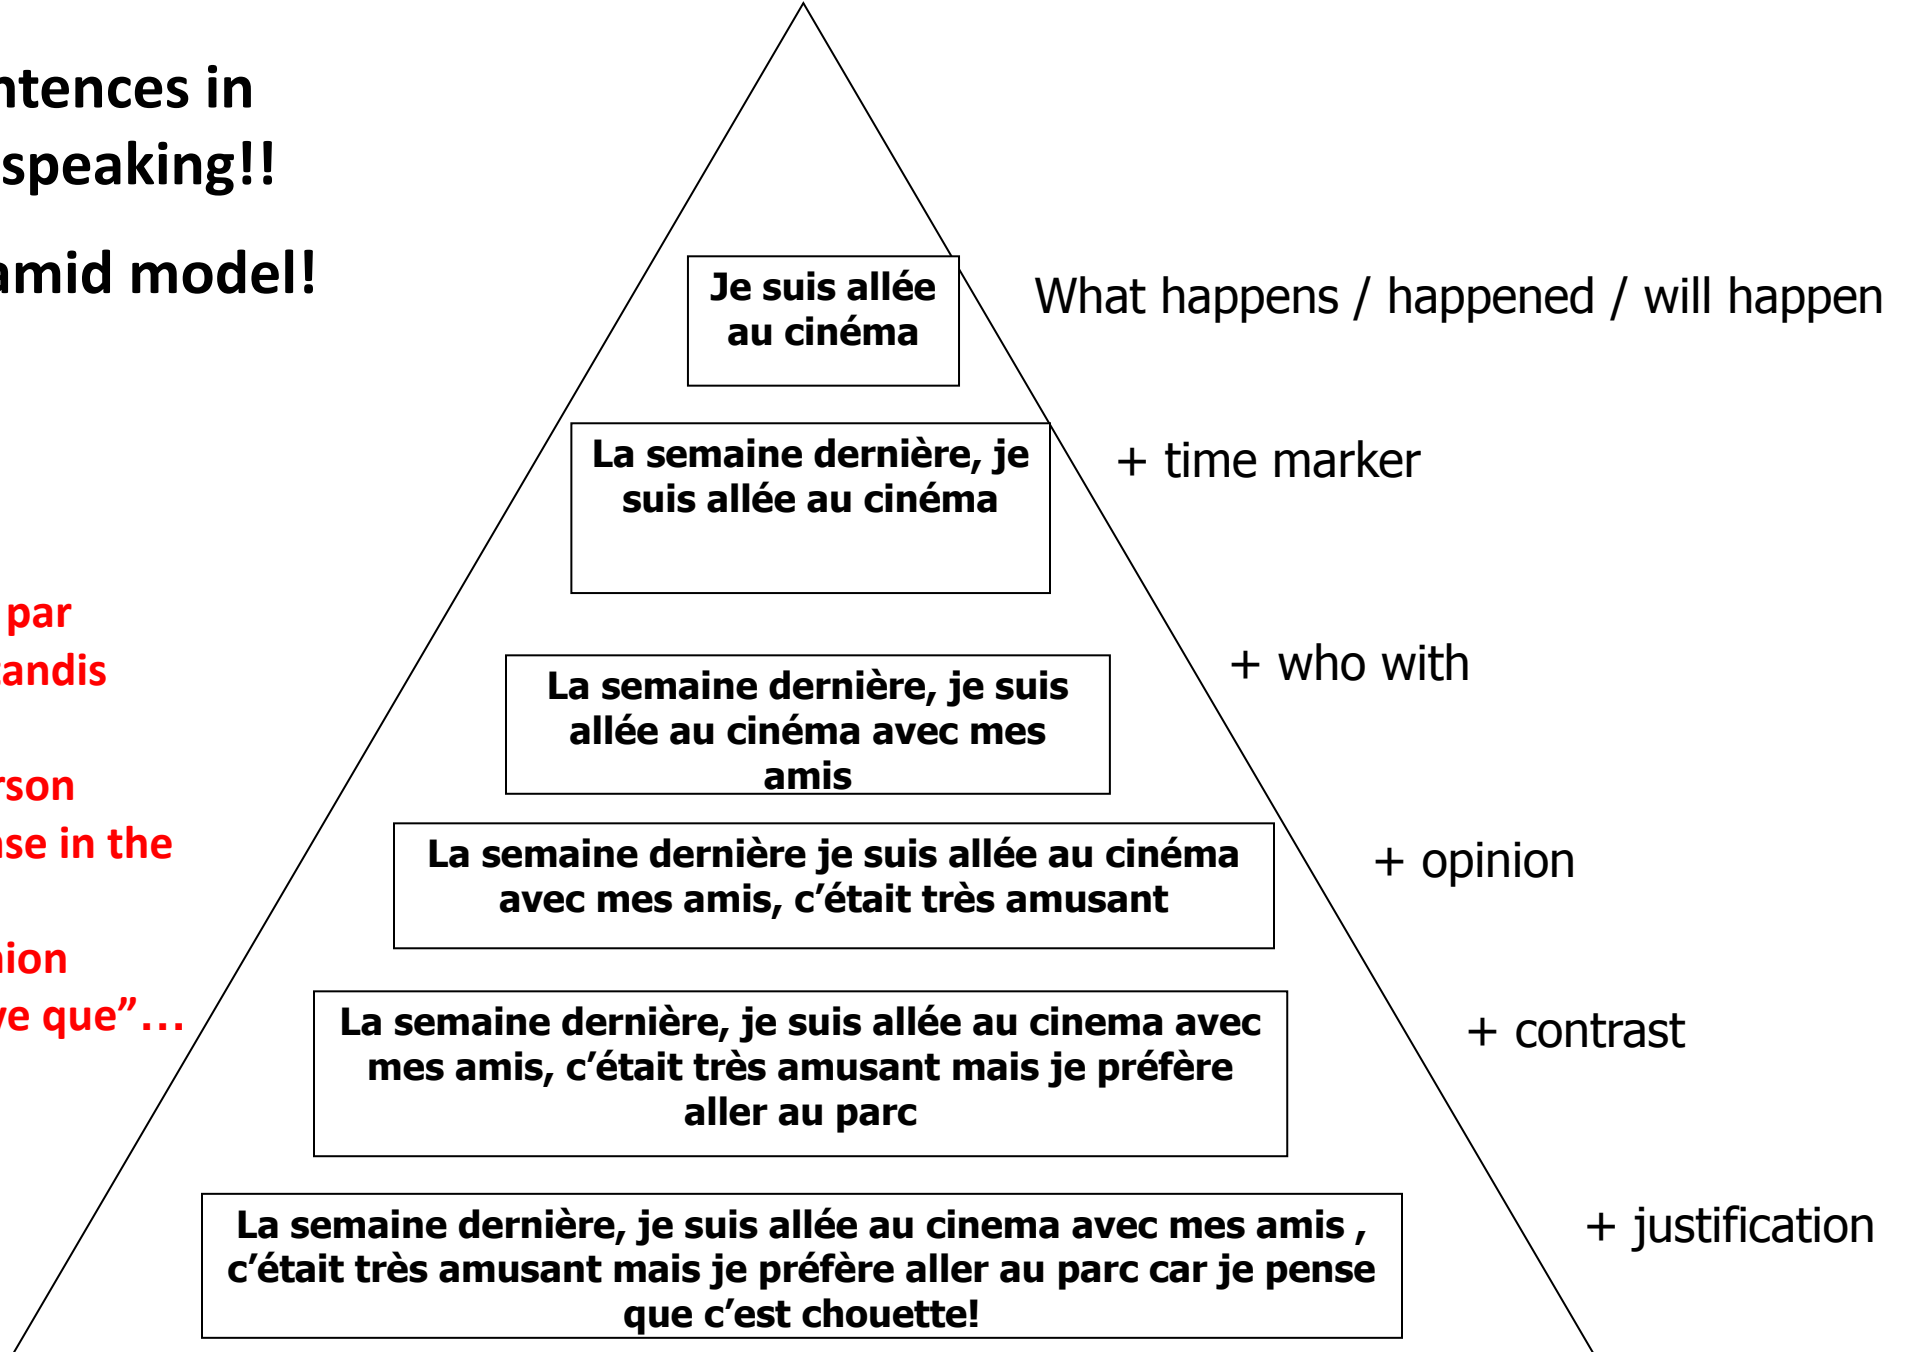 ntences in
speaking!!
amid model!
par
tandis
rson
nse in the
nion
ve que”…
Je suis allée
au cinéma
What happens / happened / will happen
La semaine dernière, je
suis allée au cinéma
+ time marker
La semaine dernière, je suis
allée au cinéma avec mes
amis
+ who with
La semaine dernière je suis allée au cinéma
avec mes amis, c’était très amusant
+ opinion
La semaine dernière, je suis allée au cinema avec
mes amis, c’était très amusant mais je préfère
aller au parc
+ contrast
La semaine dernière, je suis allée au cinema avec mes amis ,
c’était très amusant mais je préfère aller au parc car je pense
que c’est chouette!
+ justification